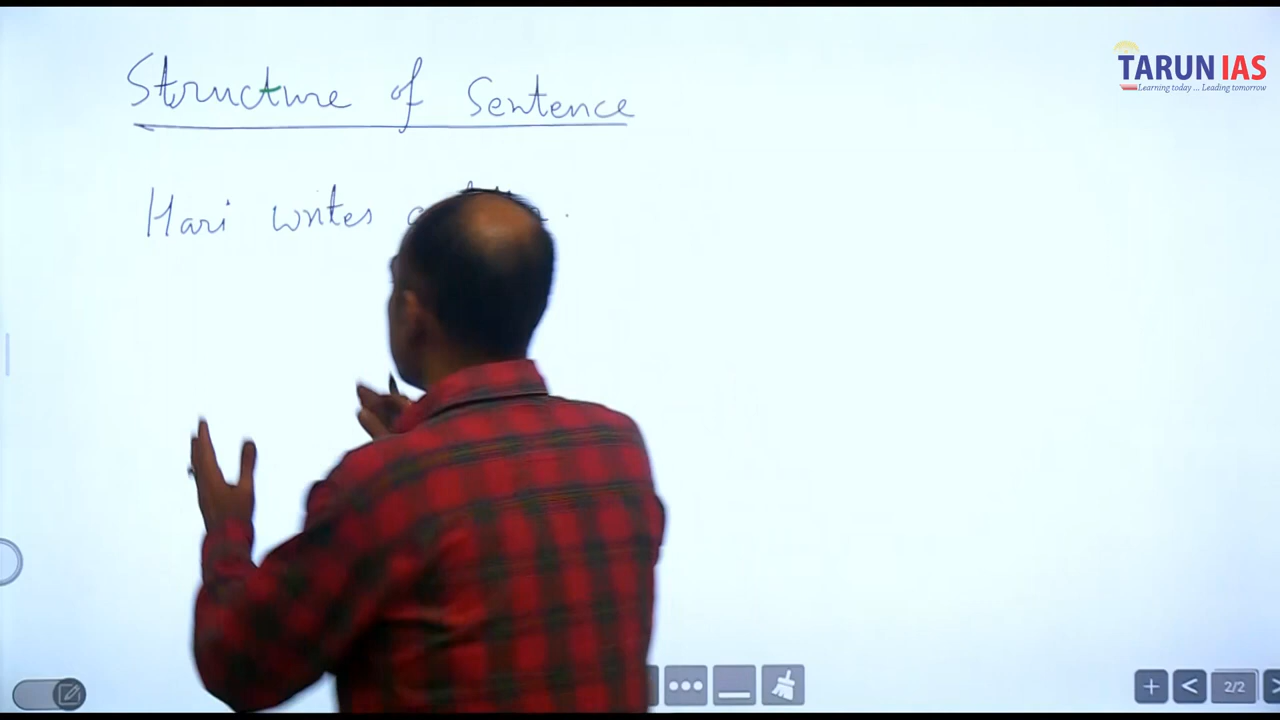 Structure of Sentence
TARUN IAS
Learning today ... Leading tomorrow
Hari writes
2/2